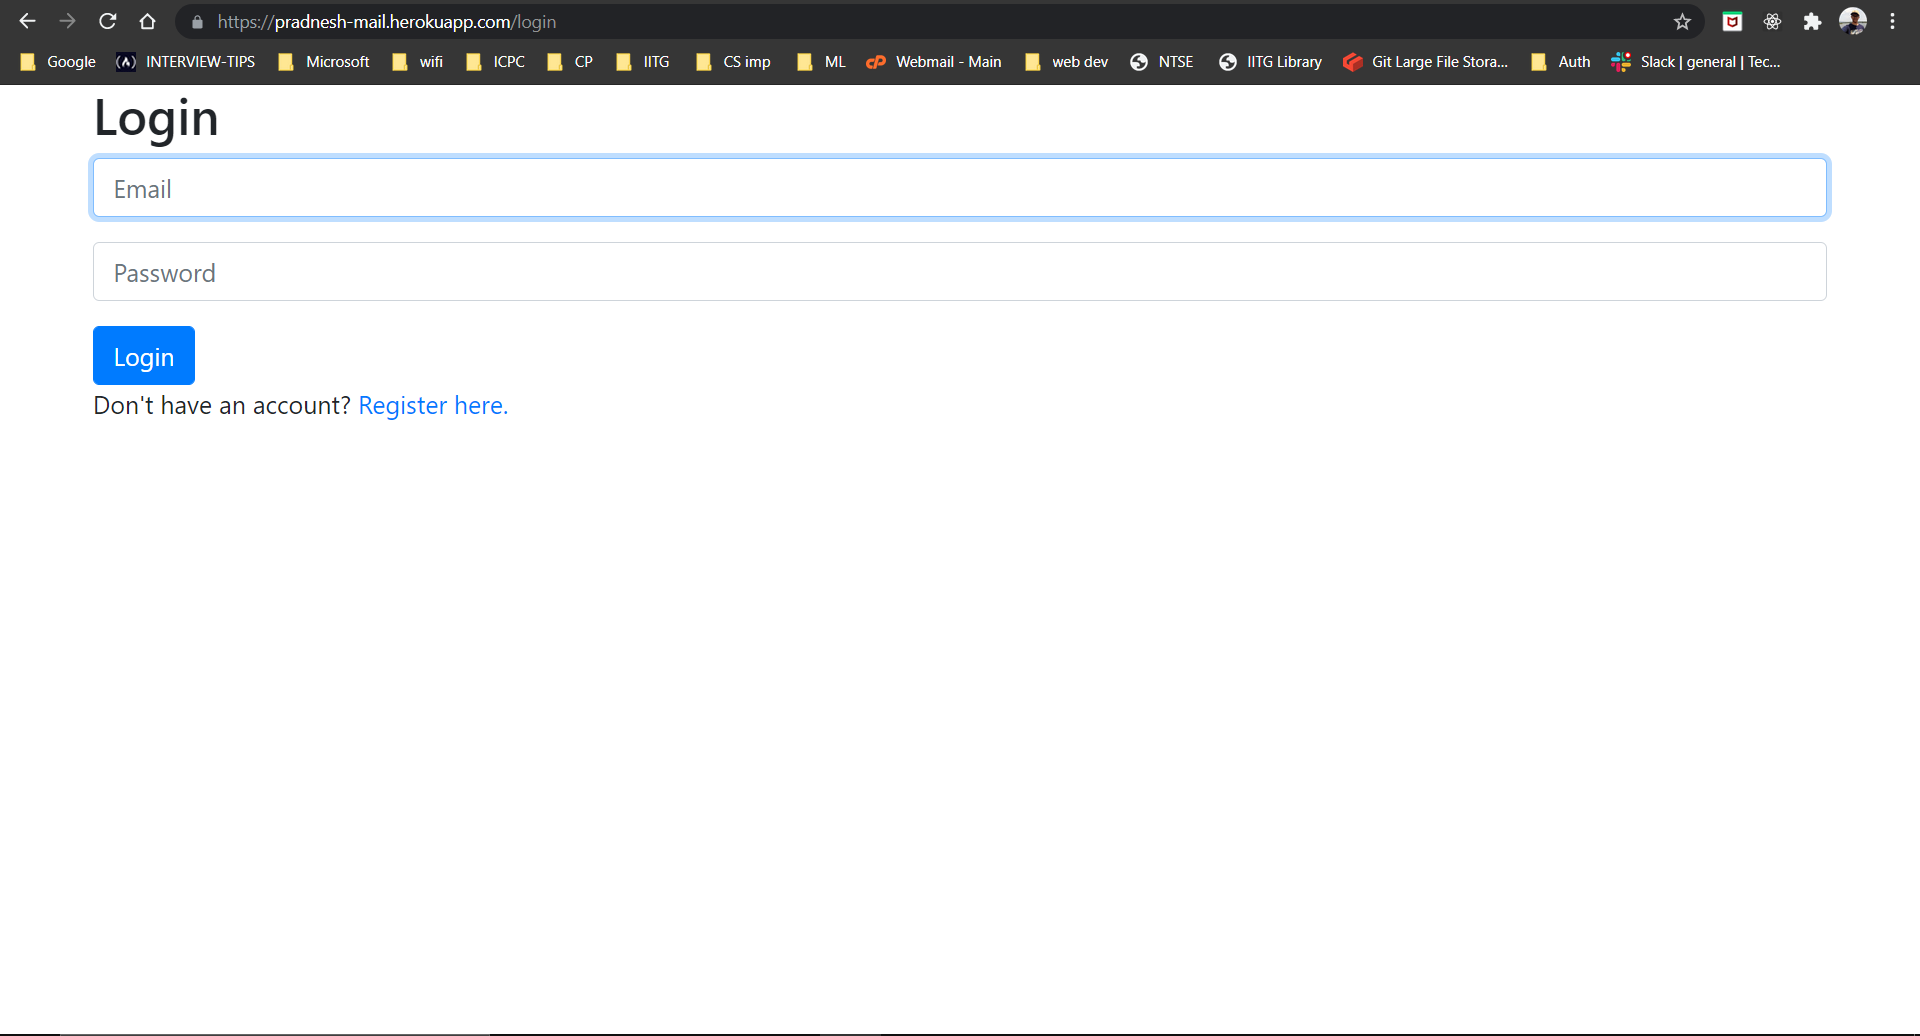 https://pradnesh-mail.herokuapp.com/login
Google INTERVIEW-TIPS Microsoft wifi ICPC CP IITG CS imp ML Webmail - Main web dev NTSE IITG Library Git Large File Stora... Auth Slack | general | Tec...
Login
Email
Password
Login
Don't have an account? Register here.